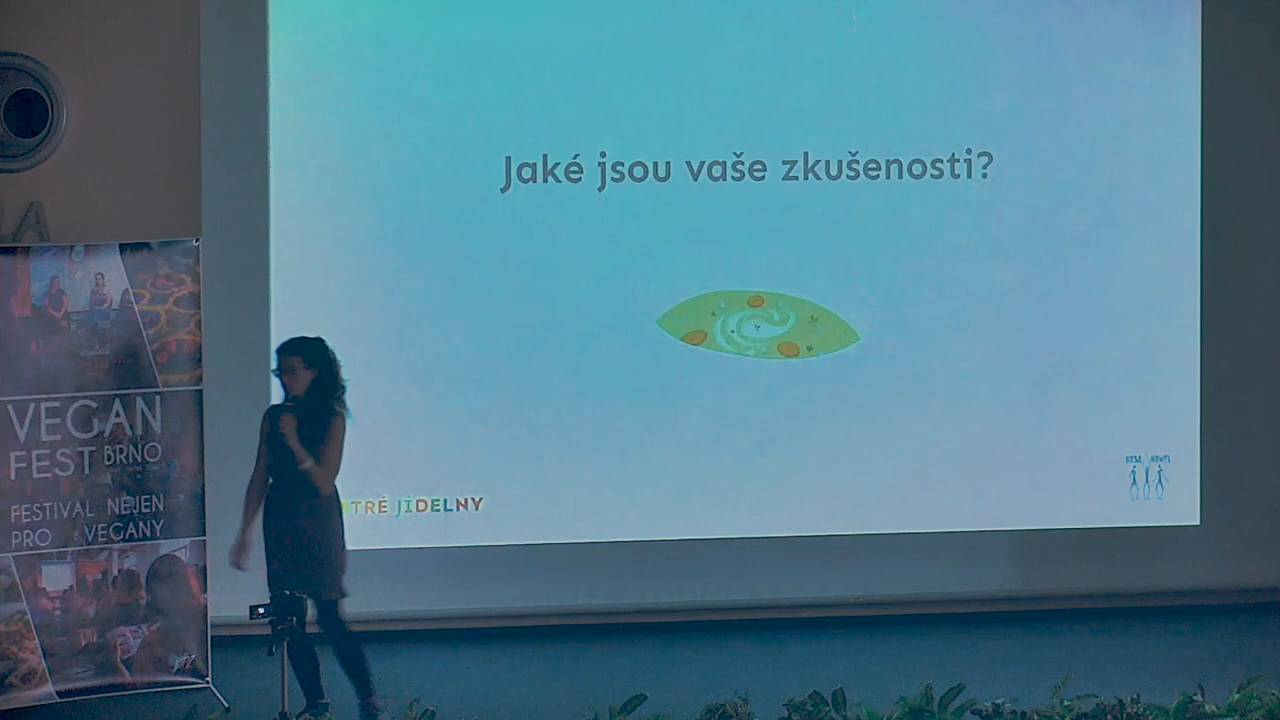 Jaké jsou vaše zkušenosti?
VEGAN
FEST BRNO
FESTIVAL NEJEN
PRO VEGANY
TRÉ JÍDELNY